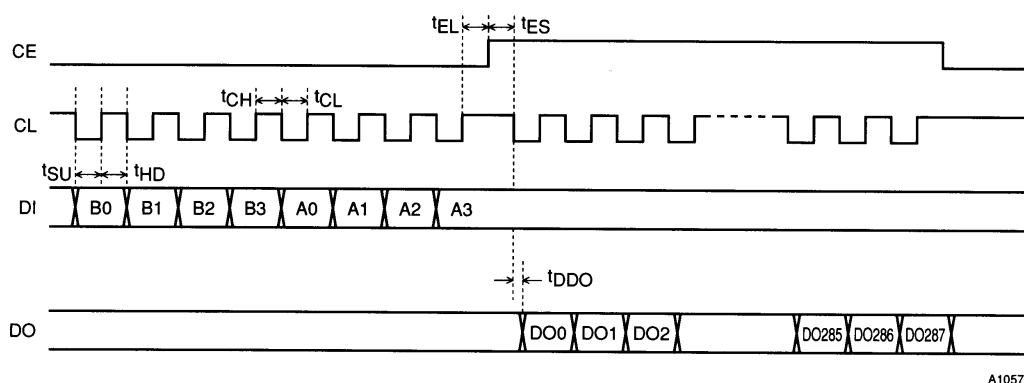 tEL tES
CE
tCH tCL
CL
tSU tHD
DI B0 B1 B2 B3 A0 A1 A2 A3
tDDO
DO DO0 DO1 DO2 DO285 DO286 DO287
A1057